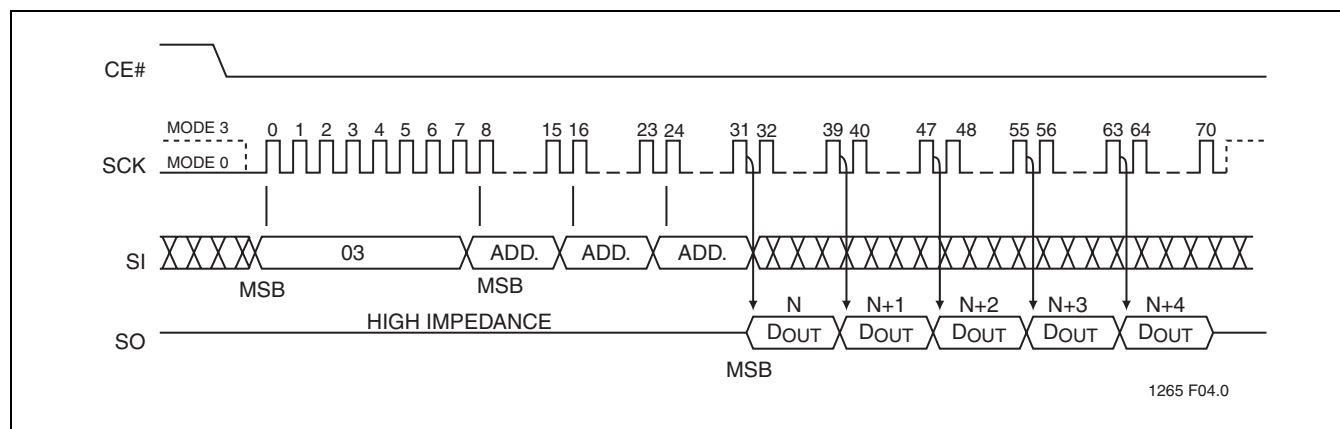 CE#
MODE 3
0 1 2 3 4 5 6 7 8 15 16 23 24 31 32 39 40 47 48 55 56 63 64 70
SCK
MODE 0
SI
03 ADD. ADD. ADD.
MSB MSB
N N+1 N+2 N+3 N+4
HIGH IMPEDANCE
SO
DOUT DOUT DOUT DOUT DOUT
MSB
1265 F04.0